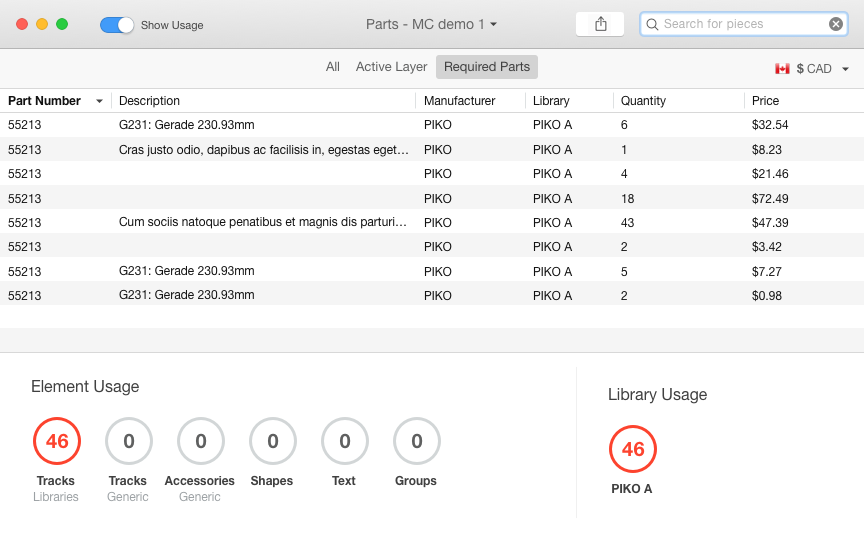 Show Usage
Parts - MC demo 1
Search for pieces
All Active Layer Required Parts
$ CAD
Part Number Description Manufacturer Library Quantity Price
55213 G231: Gerade 230.93mm PIKO PIKO A 6 $32.54
55213 Cras justo odio, dapibus ac facilisis in, egestas eget... PIKO PIKO A 1 $8.23
55213 PIKO PIKO A 4 $21.46
55213 PIKO PIKO A 18 $72.49
55213 Cum sociis natoque penatibus et magnis dis parturi... PIKO PIKO A 43 $47.39
55213 PIKO PIKO A 2 $3.42
55213 G231: Gerade 230.93mm PIKO PIKO A 5 $7.27
55213 G231: Gerade 230.93mm PIKO PIKO A 2 $0.98
Element Usage
46 0 0 0 0 0
Tracks Tracks Accessories Shapes Text Groups
Libraries Generic Generic
Library Usage
46
PIKO A